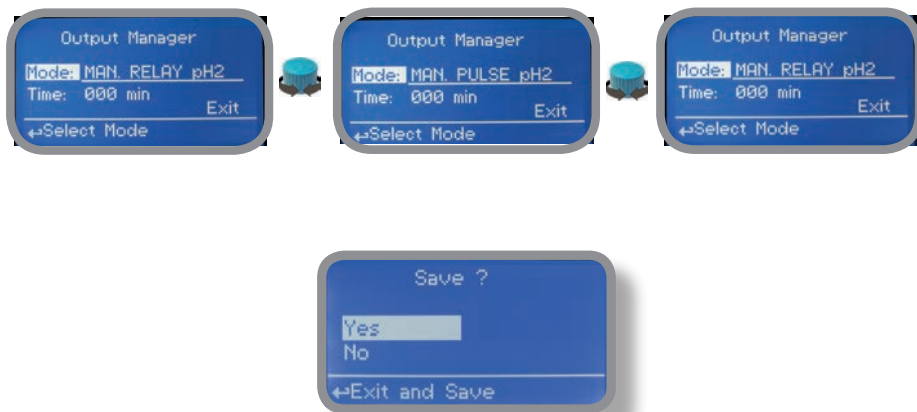 Output Manager
Mode: MAN. RELAY pH2
Time: 000 min
Exit
↩Select Mode
Output Manager
Mode: MAN. PULSE pH2
Time: 000 min
Exit
↩Select Mode
Output Manager
Mode: MAN. RELAY pH2
Time: 000 min
Exit
↩Select Mode
Save ?
Yes
No
↩Exit and Save